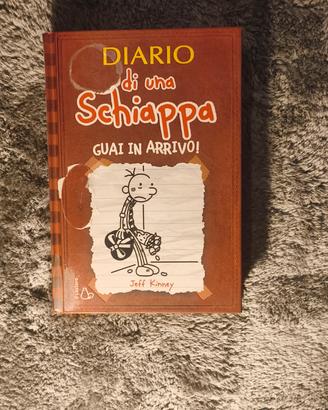 DIARIO
di una
Schiappa
GUAI IN ARRIVO!
Jeff Kinney